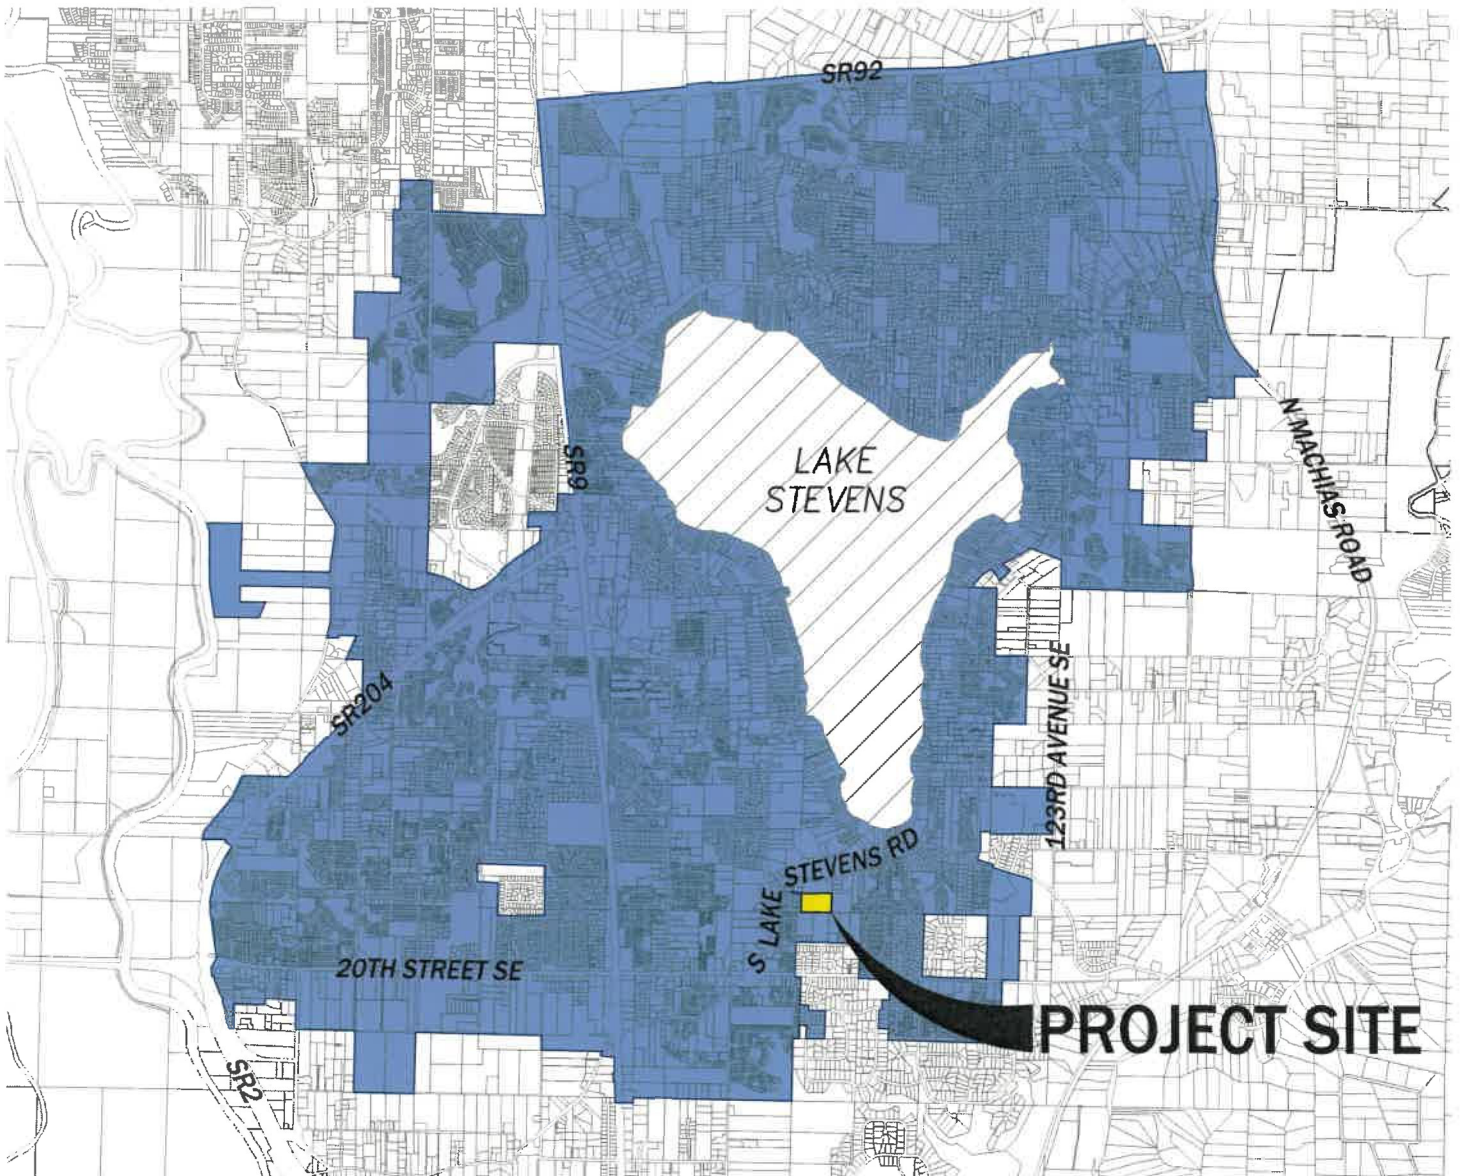 SR92
SR9
LAKE
STEVENS
N MACHIAS ROAD
SR204
123RD AVENUE SE
S LAKE STEVENS RD
20TH STREET SE
PROJECT SITE
SR2